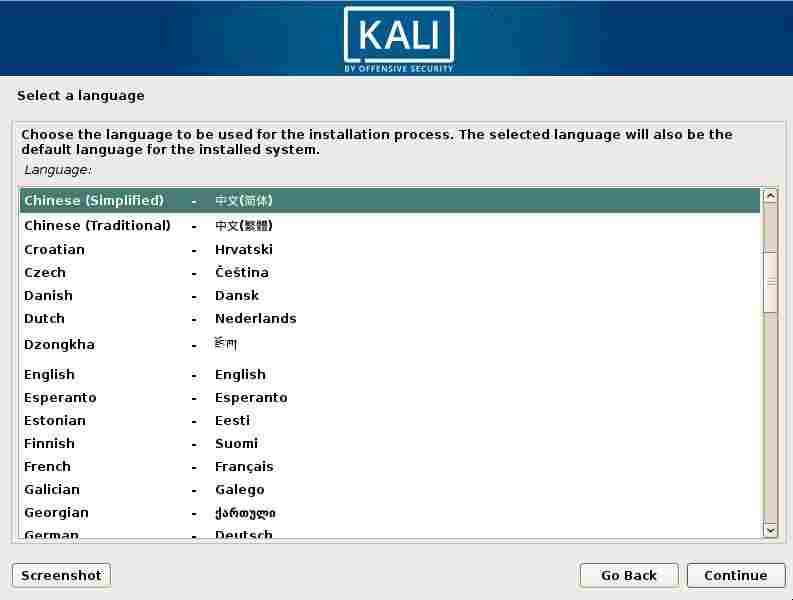 KALI
BY OFFENSIVE SECURITY
Select a language
Choose the language to be used for the installation process. The selected language will also be the
default language for the installed system.
Language:
Chinese (Simplified) - 中文(简体)
Chinese (Traditional) - 中文(繁體)
Croatian - Hrvatski
Czech - Čeština
Danish - Dansk
Dutch - Nederlands
Dzongkha - རྫོང་ཁ།
English - English
Esperanto - Esperanto
Estonian - Eesti
Finnish - Suomi
French - Français
Galician - Galego
Georgian - ქართული
German - Deutsch
Screenshot Go Back Continue